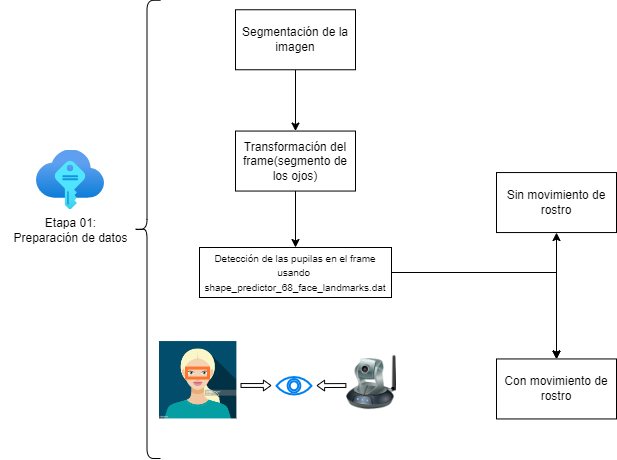 Segmentación de la
imagen
Transformación del
frame(segmento de
los ojos)
Etapa 01:
Preparación de datos
Sin movimiento de
rostro
Detección de las pupilas en el frame
usando
shape_predictor_68_face_landmarks.dat
Con movimiento de
rostro